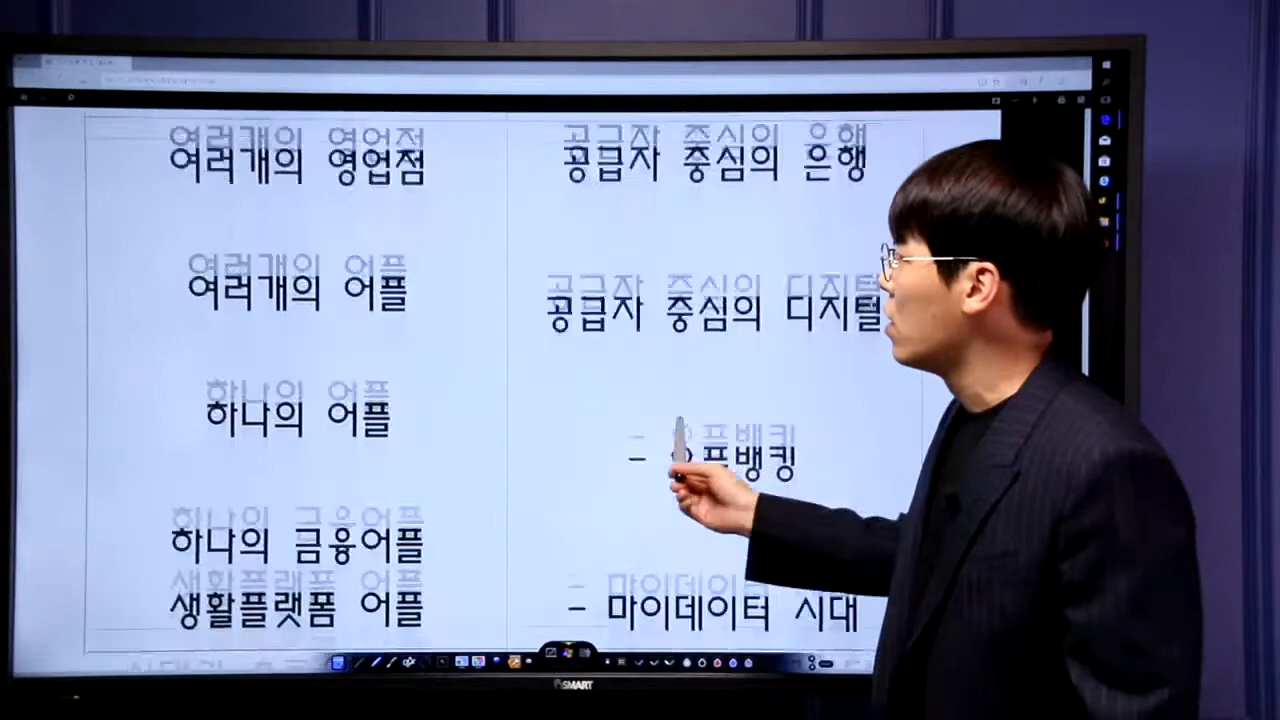 여러개의 영업점
공급자 중심의 은행
여러개의 어플
공급자 중심의 디지털
하나의 어플
- 오픈뱅킹
하나의 금융어플
생활플랫폼 어플
- 마이데이터 시대
SMART